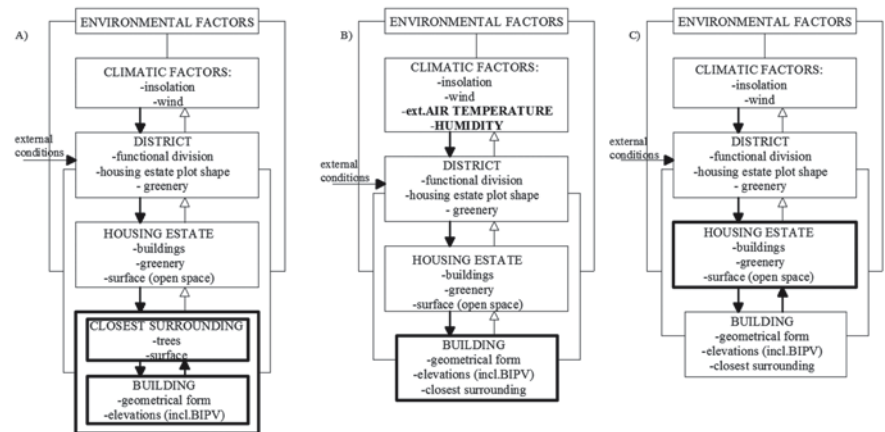 A)
ENVIRONMENTAL FACTORS
CLIMATIC FACTORS:
-insolation
-wind
external
conditions
DISTRICT
-functional division
-housing estate plot shape
- greenery
HOUSING ESTATE
-buildings
-greenery
-surface (open space)
CLOSEST SURROUNDING
-trees
-surface
BUILDING
-geometrical form
-elevations (incl.BIPV)
B)
ENVIRONMENTAL FACTORS
CLIMATIC FACTORS:
-insolation
-wind
-ext.AIR TEMPERATURE
-HUMIDITY
external
conditions
DISTRICT
-functional division
-housing estate plot shape
- greenery
HOUSING ESTATE
-buildings
-greenery
-surface (open space)
BUILDING
-geometrical form
-elevations (incl.BIPV)
-closest surrounding
C)
ENVIRONMENTAL FACTORS
CLIMATIC FACTORS:
-insolation
-wind
external
conditions
DISTRICT
-functional division
-housing estate plot shape
- greenery
HOUSING ESTATE
-buildings
-greenery
-surface (open space)
BUILDING
-geometrical form
-elevations (incl.BIPV)
-closest surrounding